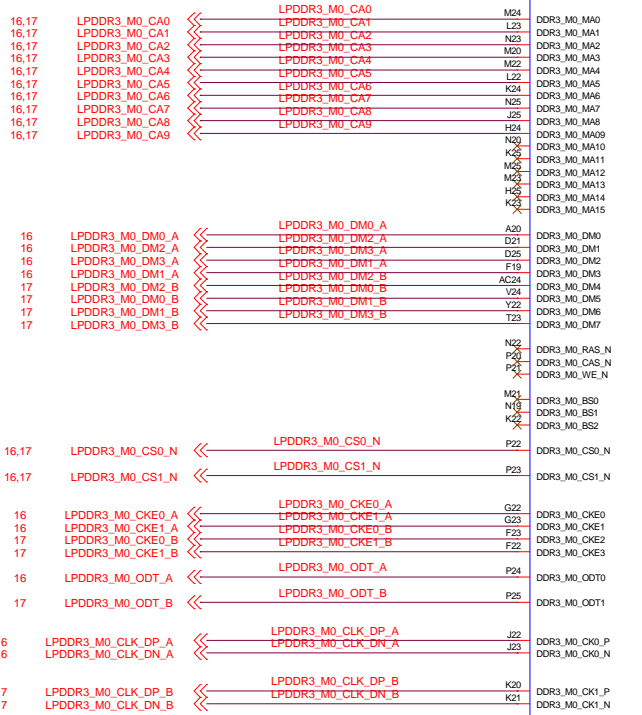 LPDDR3_M0_CA0 M24
16,17 LPDDR3_M0_CA0 DDR3_M0_MA0
LPDDR3_M0_CA1 L23
16,17 LPDDR3_M0_CA1 DDR3_M0_MA1
LPDDR3_M0_CA2 N23
16,17 LPDDR3_M0_CA2 DDR3_M0_MA2
LPDDR3_M0_CA3 M20
16,17 LPDDR3_M0_CA3 DDR3_M0_MA3
LPDDR3_M0_CA4 M22
16,17 LPDDR3_M0_CA4 DDR3_M0_MA4
LPDDR3_M0_CA5 L22
16,17 LPDDR3_M0_CA5 DDR3_M0_MA5
LPDDR3_M0_CA6 K24
16,17 LPDDR3_M0_CA6 DDR3_M0_MA6
LPDDR3_M0_CA7 N25
16,17 LPDDR3_M0_CA7 DDR3_M0_MA7
LPDDR3_M0_CA8 J25
16,17 LPDDR3_M0_CA8 DDR3_M0_MA8
LPDDR3_M0_CA9 H24
16,17 LPDDR3_M0_CA9 DDR3_M0_MA09
N20 DDR3_M0_MA10
K25 DDR3_M0_MA11
M25 DDR3_M0_MA12
M23 DDR3_M0_MA13
H25 DDR3_M0_MA14
K23 DDR3_M0_MA15
LPDDR3_M0_DM0_A A20
16 LPDDR3_M0_DM0_A DDR3_M0_DM0
LPDDR3_M0_DM2_A D21
16 LPDDR3_M0_DM2_A DDR3_M0_DM1
LPDDR3_M0_DM3_A D25
16 LPDDR3_M0_DM3_A DDR3_M0_DM2
LPDDR3_M0_DM1_A F19
16 LPDDR3_M0_DM1_A DDR3_M0_DM3
LPDDR3_M0_DM2_B AC24
17 LPDDR3_M0_DM2_B DDR3_M0_DM4
LPDDR3_M0_DM0_B V24
17 LPDDR3_M0_DM0_B DDR3_M0_DM5
LPDDR3_M0_DM1_B Y22
17 LPDDR3_M0_DM1_B DDR3_M0_DM6
LPDDR3_M0_DM3_B T23
17 LPDDR3_M0_DM3_B DDR3_M0_DM7
N22 DDR3_M0_RAS_N
P20 DDR3_M0_CAS_N
P21 DDR3_M0_WE_N
M21 DDR3_M0_BS0
N19 DDR3_M0_BS1
K22 DDR3_M0_BS2
LPDDR3_M0_CS0_N P22
16,17 LPDDR3_M0_CS0_N DDR3_M0_CS0_N
LPDDR3_M0_CS1_N P23
16,17 LPDDR3_M0_CS1_N DDR3_M0_CS1_N
LPDDR3_M0_CKE0_A G22
16 LPDDR3_M0_CKE0_A DDR3_M0_CKE0
LPDDR3_M0_CKE1_A G23
16 LPDDR3_M0_CKE1_A DDR3_M0_CKE1
LPDDR3_M0_CKE0_B F23
17 LPDDR3_M0_CKE0_B DDR3_M0_CKE2
LPDDR3_M0_CKE1_B F22
17 LPDDR3_M0_CKE1_B DDR3_M0_CKE3
LPDDR3_M0_ODT_A P24
16 LPDDR3_M0_ODT_A DDR3_M0_ODT0
LPDDR3_M0_ODT_B P25
17 LPDDR3_M0_ODT_B DDR3_M0_ODT1
LPDDR3_M0_CLK_DP_A J22
6 LPDDR3_M0_CLK_DP_A DDR3_M0_CK0_P
LPDDR3_M0_CLK_DN_A J23
6 LPDDR3_M0_CLK_DN_A DDR3_M0_CK0_N
LPDDR3_M0_CLK_DP_B K20
7 LPDDR3_M0_CLK_DP_B DDR3_M0_CK1_P
LPDDR3_M0_CLK_DN_B K21
7 LPDDR3_M0_CLK_DN_B DDR3_M0_CK1_N